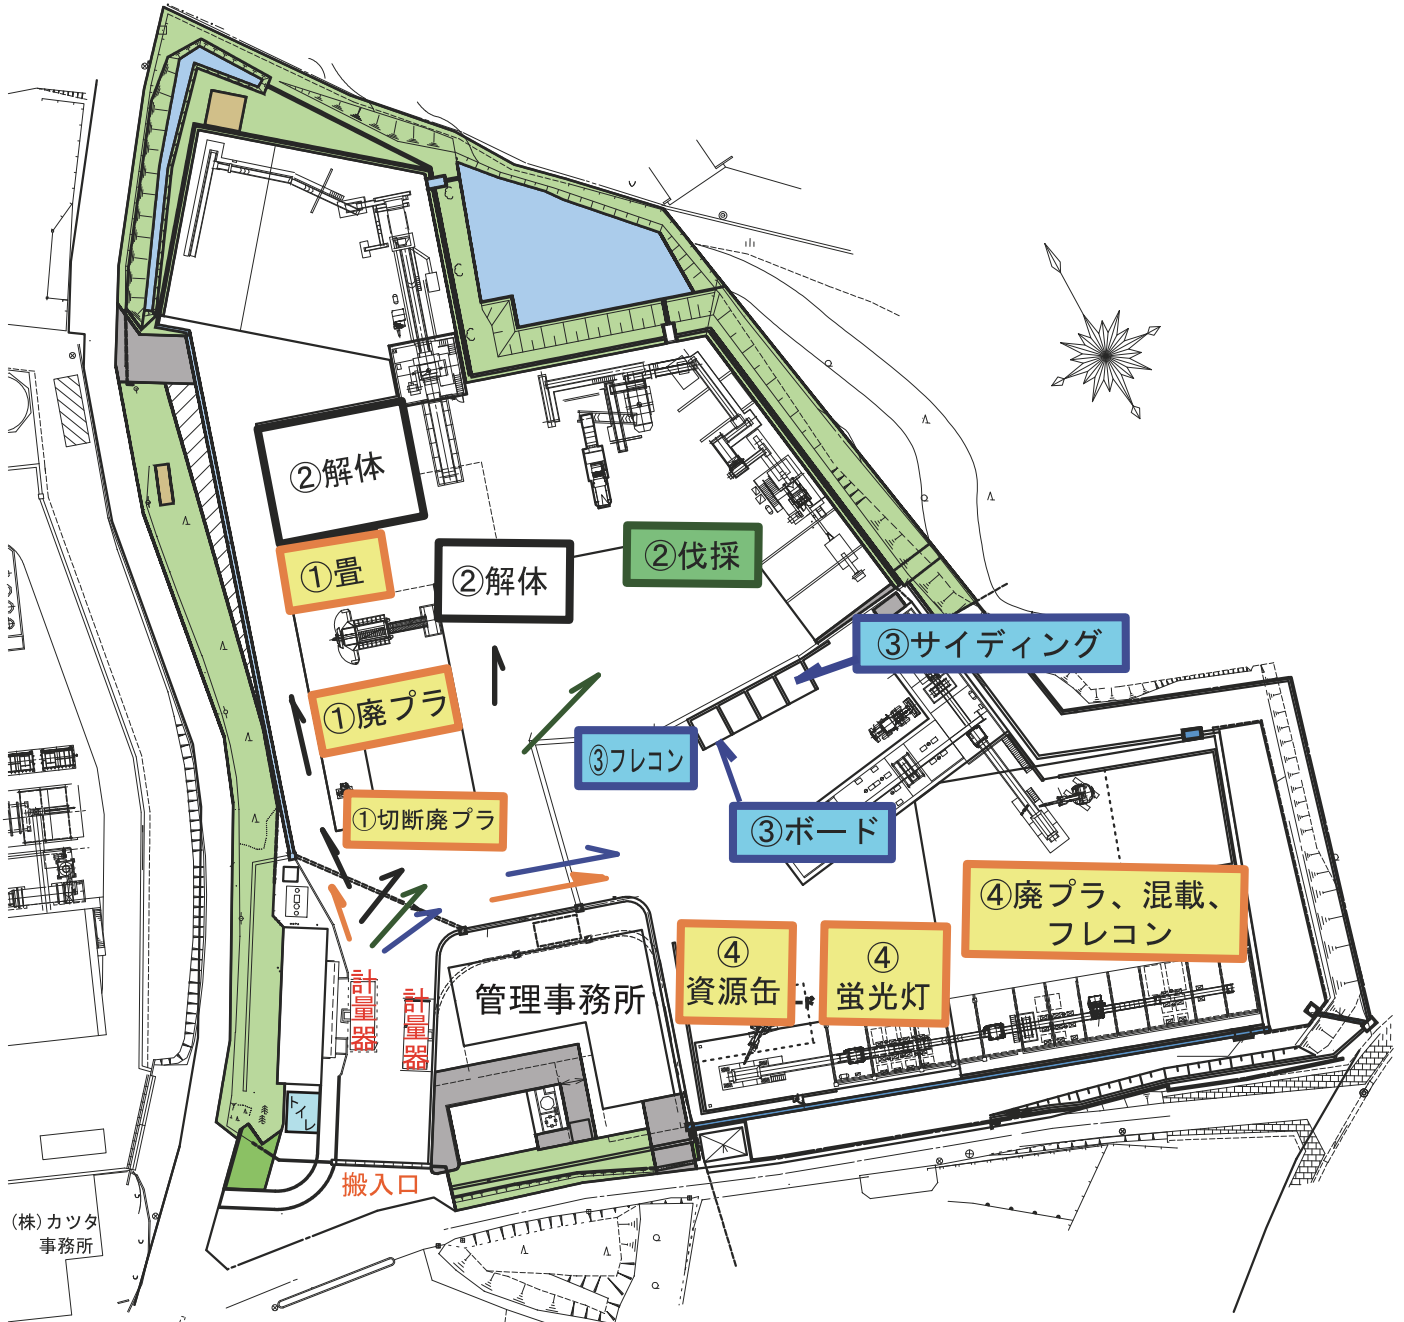 ②解体
①畳
②解体
②伐採
③サイディング
①廃プラ
③フレコン
①切断廃プラ
③ボード
④廃プラ、混載、
フレコン
④
資源缶
④
蛍光灯
管理事務所
計量器
計量器
トイレ
搬入口
(株)カツタ
事務所